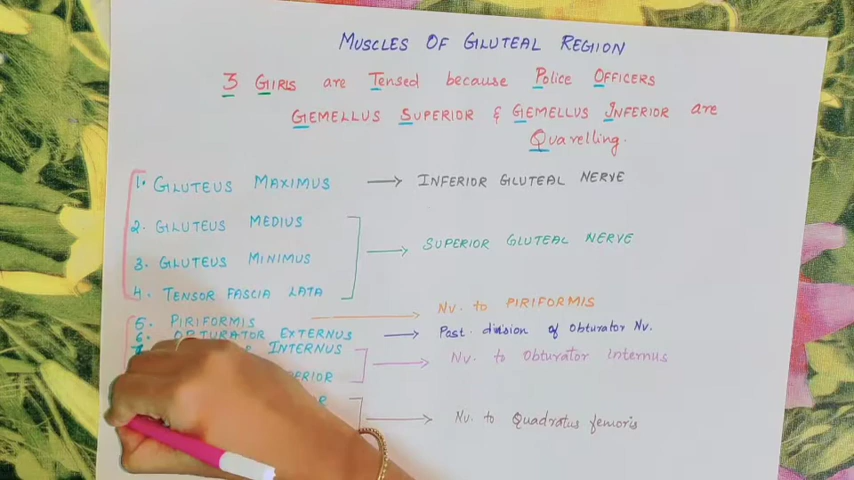 MUSCLES OF GLUTEAL REGION
3 GIRLS are Tensed because Police OFFICERS
GEMELLUS SUPERIOR & GEMELLUS INFERIOR are
Quarelling.
1. GLUTEUS MAXIMUS → INFERIOR GLUTEAL NERVE
2. GLUTEUS MEDIUS
SUPERIOR GLUTEAL NERVE
3. GLUTEUS MINIMUS
4. TENSOR FASCIA LATA
5. PIRIFORMIS → Nv. to PIRIFORMIS
6. OBTURATOR EXTERNUS → Post. division of Obturator Nv.
INTERNUS
Nv. to Obturator Internus
Nv. to Quadratus femoris